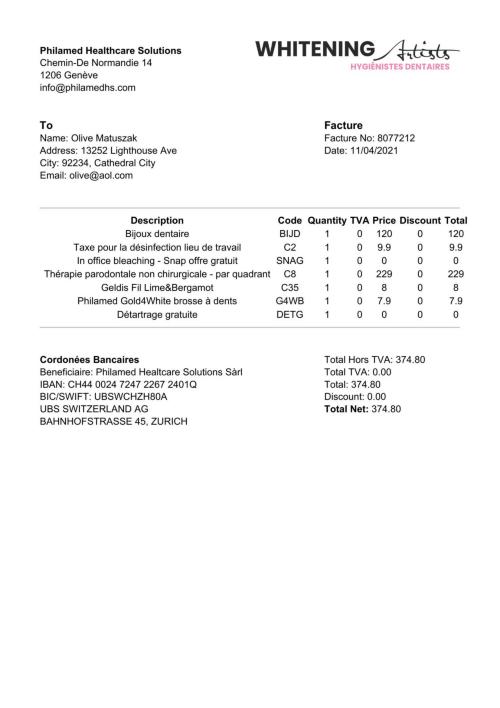 Philamed Healthcare Solutions
Chemin-De Normandie 14
1206 Genève
info@philamedhs.com
WHITENING Artists
HYGIÉNISTES DENTAIRES
To
Name: Olive Matuszak
Address: 13252 Lighthouse Ave
City: 92234, Cathedral City
Email: olive@aol.com
Facture
Facture No: 8077212
Date: 11/04/2021
Description Code Quantity TVA Price Discount Total
Bijoux dentaire BIJD 1 0 120 0 120
Taxe pour la désinfection lieu de travail C2 1 0 9.9 0 9.9
In office bleaching - Snap offre gratuit SNAG 1 0 0 0 0
Thérapie parodontale non chirurgicale - par quadrant C8 1 0 229 0 229
Geldis Fil Lime&Bergamot C35 1 0 8 0 8
Philamed Gold4White brosse à dents G4WB 1 0 7.9 0 7.9
Détartrage gratuite DETG 1 0 0 0 0
Cordonées Bancaires
Beneficiaire: Philamed Healtcare Solutions Sàrl
IBAN: CH44 0024 7247 2267 2401Q
BIC/SWIFT: UBSWCHZH80A
UBS SWITZERLAND AG
BAHNHOFSTRASSE 45, ZURICH
Total Hors TVA: 374.80
Total TVA: 0.00
Total: 374.80
Discount: 0.00
Total Net: 374.80